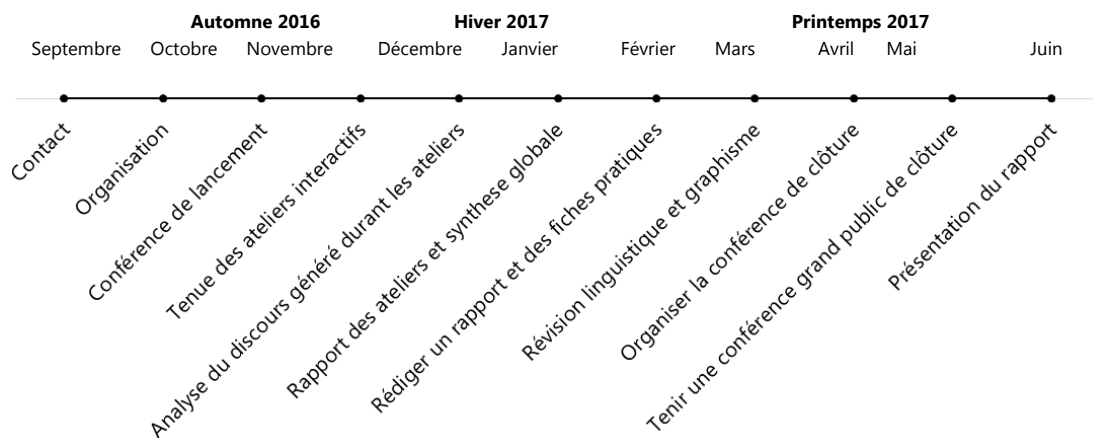 Automne 2016 Hiver 2017 Printemps 2017
Septembre Octobre Novembre Décembre Janvier Février Mars Avril Mai Juin
Contact
Organisation
Conférence de lancement
Tenue des ateliers interactifs
Analyse du discours généré durant les ateliers
Rapport des ateliers et synthese globale
Rédiger un rapport et des fiches pratiques
Révision linguistique et graphisme
Organiser la conférence de clôture
Tenir une conférence grand public de clôture
Présentation du rapport